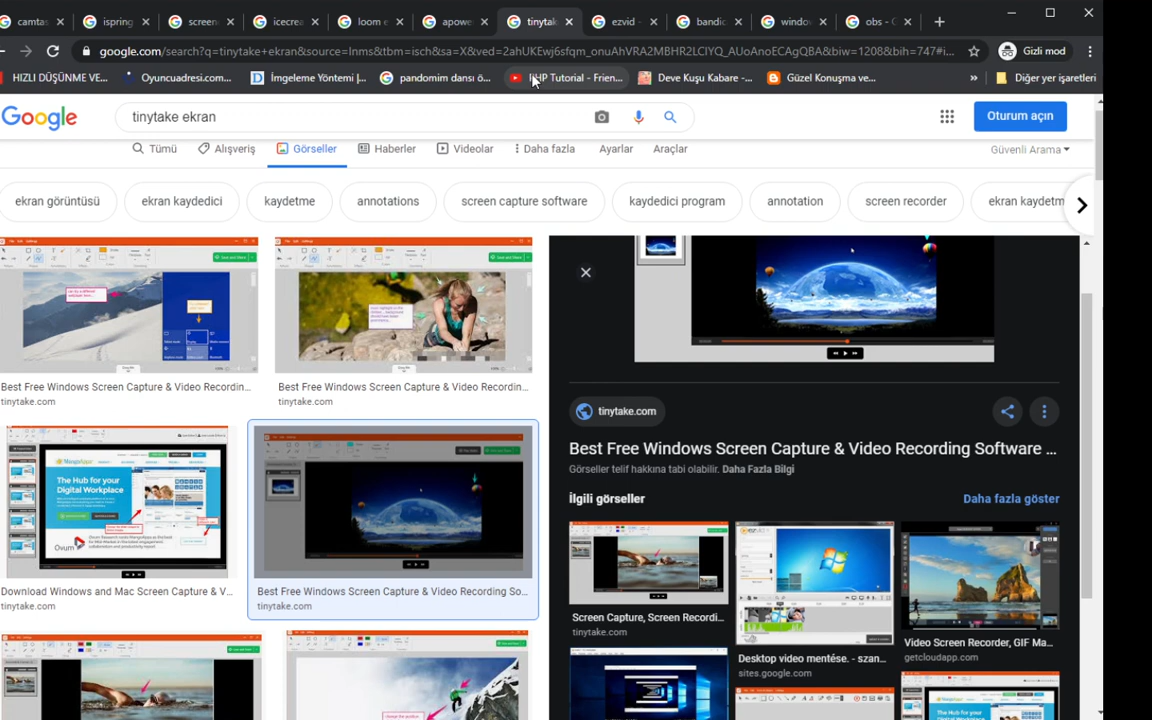 camtas
ispring
screen
icecrea
loom e
apowe
tinytak
ezvid -
bandic
windov
obs - G
google.com/search?q=tinytake+ekran&source=lnms&tbm=isch&sa=X&ved=2ahUKEwj6sfqm_onuAhVRA2MBHR2LCIYQ_AUoAnoECAgQBA&biw=1208&bih=747#i...
Gizli mod
HIZLI DÜŞÜNME VE...
Oyuncuadresi.com...
İmgeleme Yöntemi |...
pandomim dansı ö...
PHP Tutorial - Frien...
Deve Kuşu Kabare -...
Güzel Konuşma ve...
»
Diğer yer işaretleri
Google
tinytake ekran
Oturum açın
Tümü
Alışveriş
Görseller
Haberler
Videolar
Daha fazla
Ayarlar
Araçlar
Güvenli Arama
ekran görüntüsü
ekran kaydedici
kaydetme
annotations
screen capture software
kaydedici program
annotation
screen recorder
ekran kaydetm
Best Free Windows Screen Capture & Video Recordin...
tinytake.com
Best Free Windows Screen Capture & Video Recordin...
tinytake.com
The Hub for your
Digital Workplace
Ovum
Download Windows and Mac Screen Capture & V...
tinytake.com
Best Free Windows Screen Capture & Video Recording So...
tinytake.com
tinytake.com
Best Free Windows Screen Capture & Video Recording Software ...
Görseller telif hakkına tabi olabilir. Daha Fazla Bilgi
İlgili görseller
Daha fazla göster
Screen Capture, Screen Recordi...
tinytake.com
Desktop video mentése. - szan...
sites.google.com
Video Screen Recorder, GIF Ma...
getcloudapp.com
The Hub for your